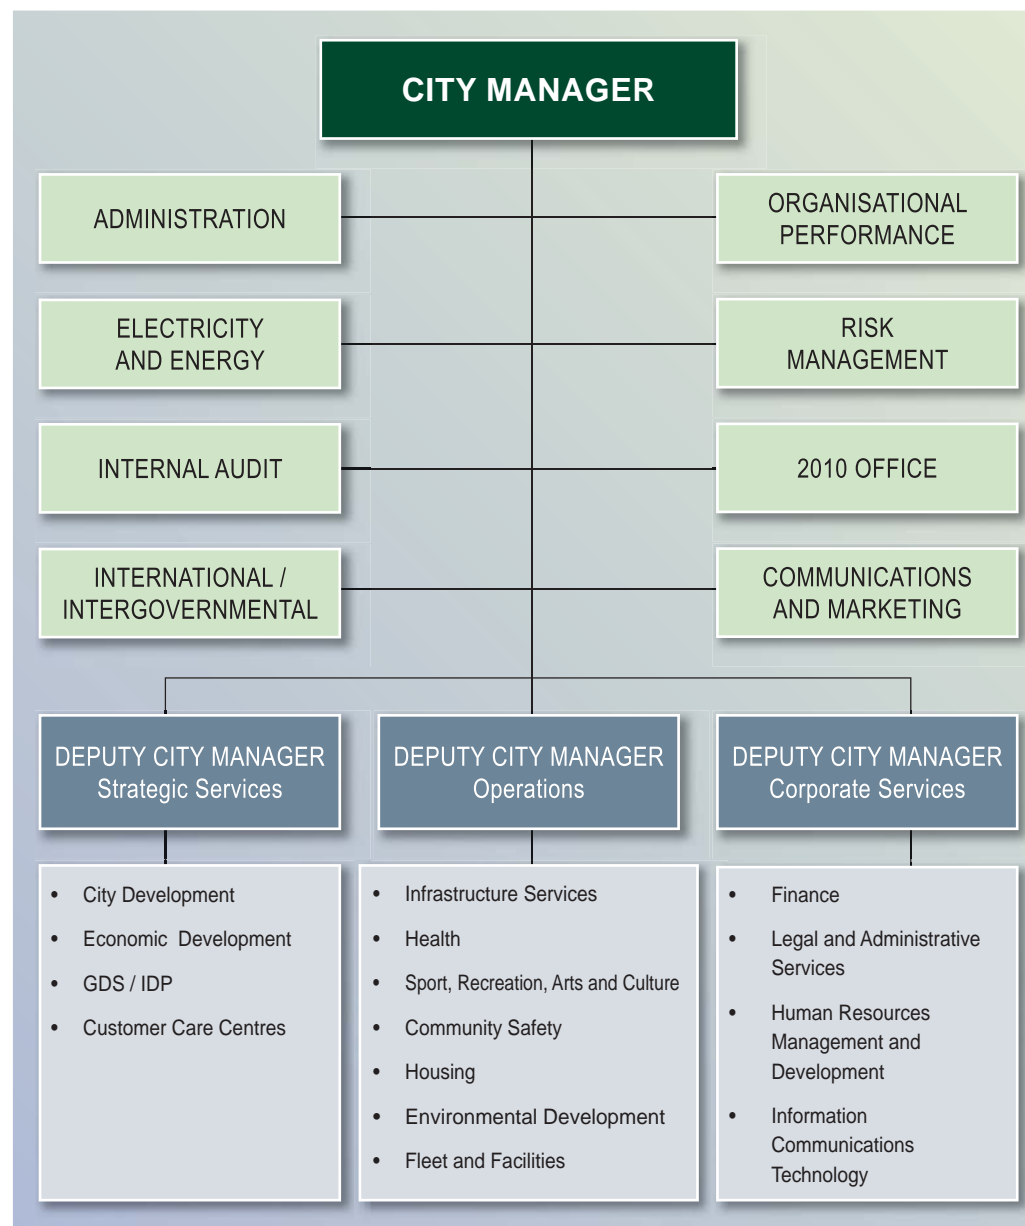 CITY MANAGER
ADMINISTRATION
ORGANISATIONAL
PERFORMANCE
ELECTRICITY
AND ENERGY
RISK
MANAGEMENT
INTERNAL AUDIT
2010 OFFICE
INTERNATIONAL /
INTERGOVERNMENTAL
COMMUNICATIONS
AND MARKETING
DEPUTY CITY MANAGER
Strategic Services
DEPUTY CITY MANAGER
Operations
DEPUTY CITY MANAGER
Corporate Services
• City Development
• Economic Development
• GDS / IDP
• Customer Care Centres
• Infrastructure Services
• Health
• Sport, Recreation, Arts and Culture
• Community Safety
• Housing
• Environmental Development
• Fleet and Facilities
• Finance
• Legal and Administrative
Services
• Human Resources
Management and
Development
• Information
Communications
Technology